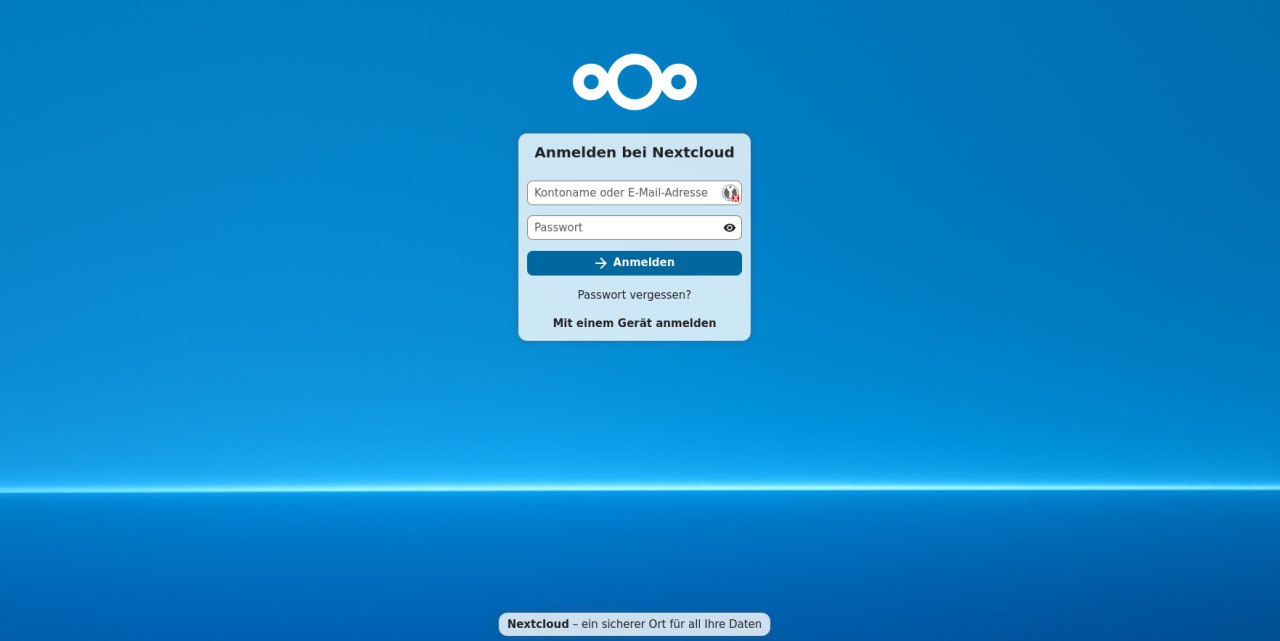 Anmelden bei Nextcloud
Kontoname oder E-Mail-Adresse
Passwort
Anmelden
Passwort vergessen?
Mit einem Gerät anmelden
Nextcloud – ein sicherer Ort für all Ihre Daten